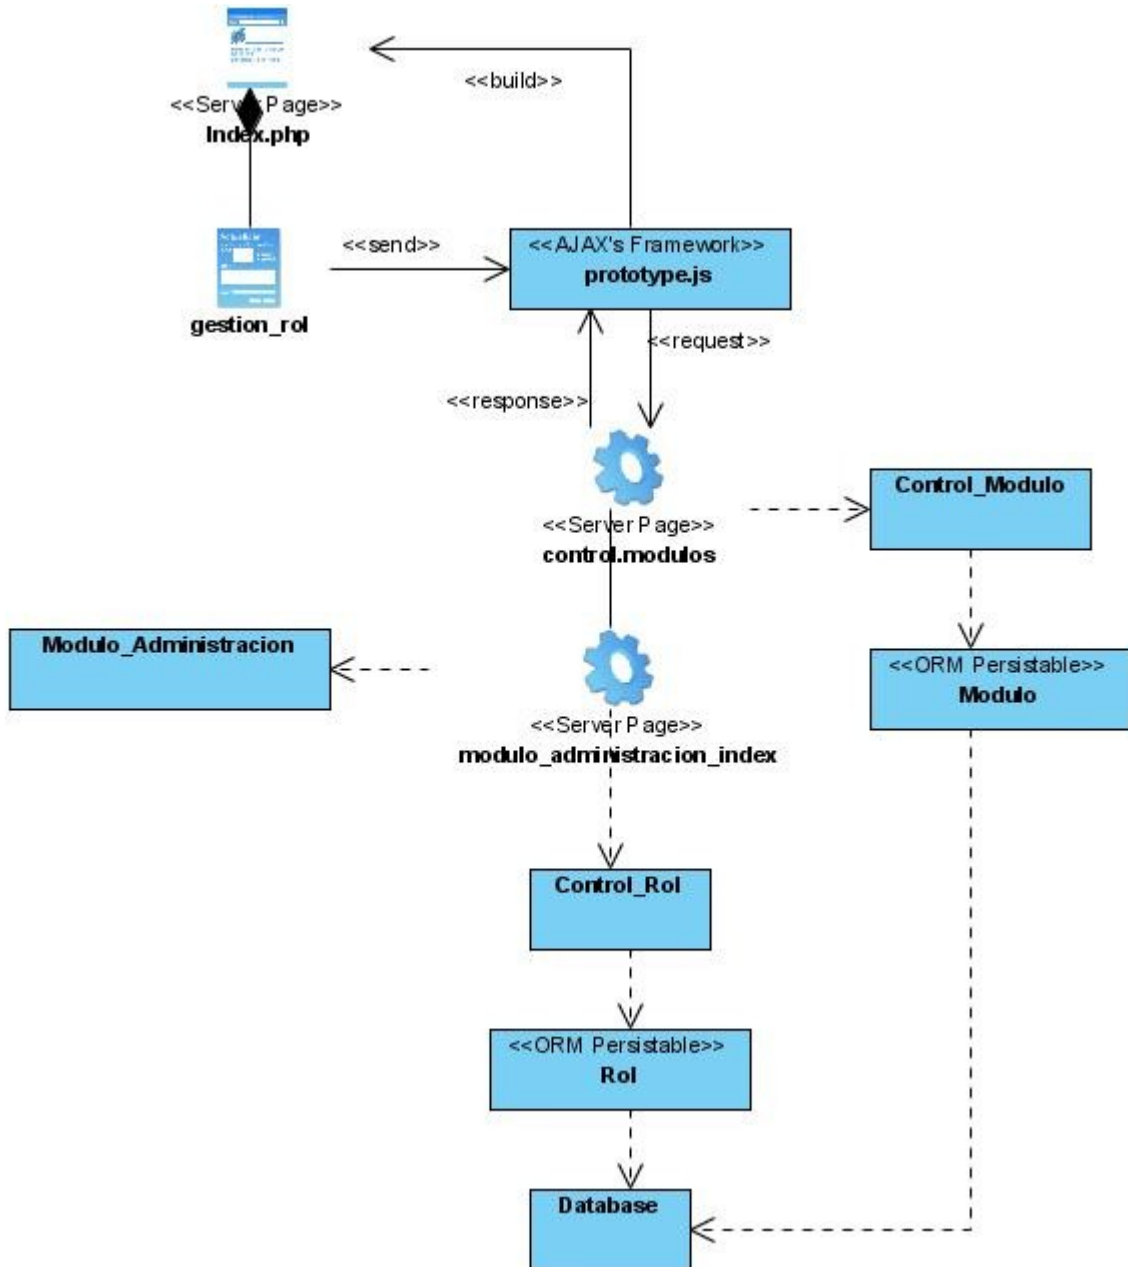 <<build>>
<<Server Page>>
Index.php
<<send>>
<<AJAX's Framework>>
prototype.js
gestion_rol
<<request>>
<<response>>
Control_Modulo
<<Server Page>>
control.modulos
Modulo_Administracion
<<ORM Persistable>>
Modulo
<<Server Page>>
modulo_administracion_index
Control_Rol
<<ORM Persistable>>
Rol
Database